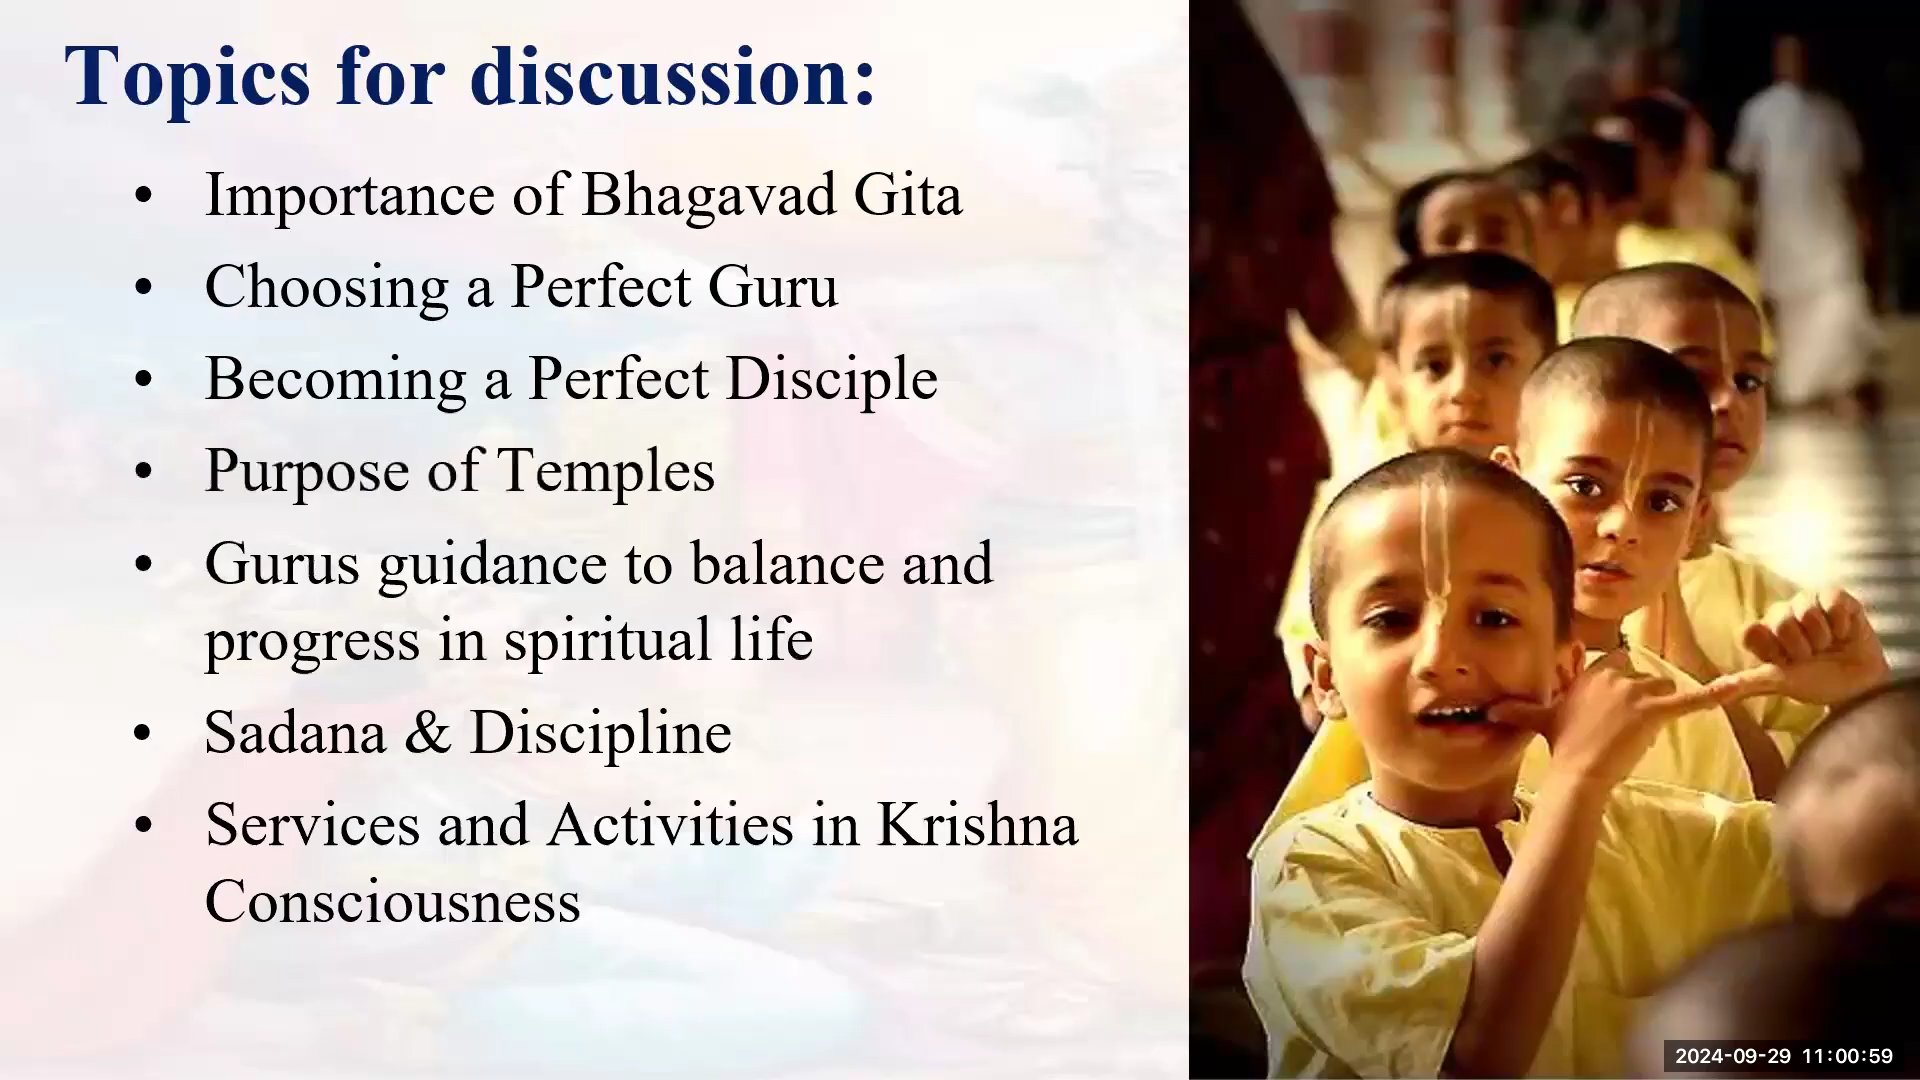 Topics for discussion:
• Importance of Bhagavad Gita
• Choosing a Perfect Guru
• Becoming a Perfect Disciple
• Purpose of Temples
• Gurus guidance to balance and
progress in spiritual life
• Sadana & Discipline
• Services and Activities in Krishna
Consciousness
2024-09-29 11:00:59